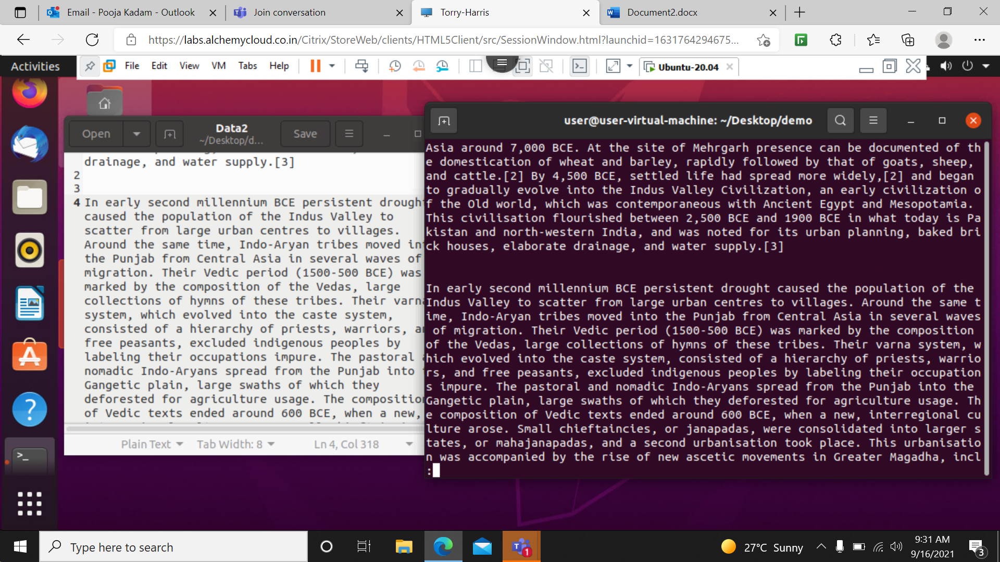 Email - Pooja Kadam - Outlook
Join conversation
Torry-Harris
Document2.docx
https://labs.alchemycloud.co.in/Citrix/StoreWeb/clients/HTML5Client/src/SessionWindow.html?launchid=1631764294675...
Activities
File Edit View VM Tabs Help
Ubuntu-20.04
Open
Data2
~/Desktop/d...
Save
drainage, and water supply.[3]
2
3
4 In early second millennium BCE persistent drought
caused the population of the Indus Valley to
scatter from large urban centres to villages.
Around the same time, Indo-Aryan tribes moved int
the Punjab from Central Asia in several waves of
migration. Their Vedic period (1500-500 BCE) was
marked by the composition of the Vedas, large
collections of hymns of these tribes. Their varna
system, which evolved into the caste system,
consisted of a hierarchy of priests, warriors, an
free peasants, excluded indigenous peoples by
labeling their occupations impure. The pastoral a
nomadic Indo-Aryans spread from the Punjab into
Gangetic plain, large swaths of which they
deforested for agriculture usage. The composition
of Vedic texts ended around 600 BCE, when a new,
Plain Text
Tab Width: 8
Ln 4, Col 318
user@user-virtual-machine: ~/Desktop/demo
Asia around 7,000 BCE. At the site of Mehrgarh presence can be documented of th
e domestication of wheat and barley, rapidly followed by that of goats, sheep,
and cattle.[2] By 4,500 BCE, settled life had spread more widely,[2] and began
to gradually evolve into the Indus Valley Civilization, an early civilization o
f the Old world, which was contemporaneous with Ancient Egypt and Mesopotamia.
This civilisation flourished between 2,500 BCE and 1900 BCE in what today is Pa
kistan and north-western India, and was noted for its urban planning, baked bri
ck houses, elaborate drainage, and water supply.[3]
In early second millennium BCE persistent drought caused the population of the
Indus Valley to scatter from large urban centres to villages. Around the same t
ime, Indo-Aryan tribes moved into the Punjab from Central Asia in several waves
of migration. Their Vedic period (1500-500 BCE) was marked by the composition
of the Vedas, large collections of hymns of these tribes. Their varna system, w
hich evolved into the caste system, consisted of a hierarchy of priests, warrio
rs, and free peasants, excluded indigenous peoples by labeling their occupation
s impure. The pastoral and nomadic Indo-Aryans spread from the Punjab into the
Gangetic plain, large swaths of which they deforested for agriculture usage. Th
e composition of Vedic texts ended around 600 BCE, when a new, interregional cu
lture arose. Small chieftaincies, or janapadas, were consolidated into larger s
tates, or mahajanapadas, and a second urbanisation took place. This urbanisatio
n was accompanied by the rise of new ascetic movements in Greater Magadha, incl
:
Type here to search
1
27°C Sunny
9:31 AM
9/16/2021
3